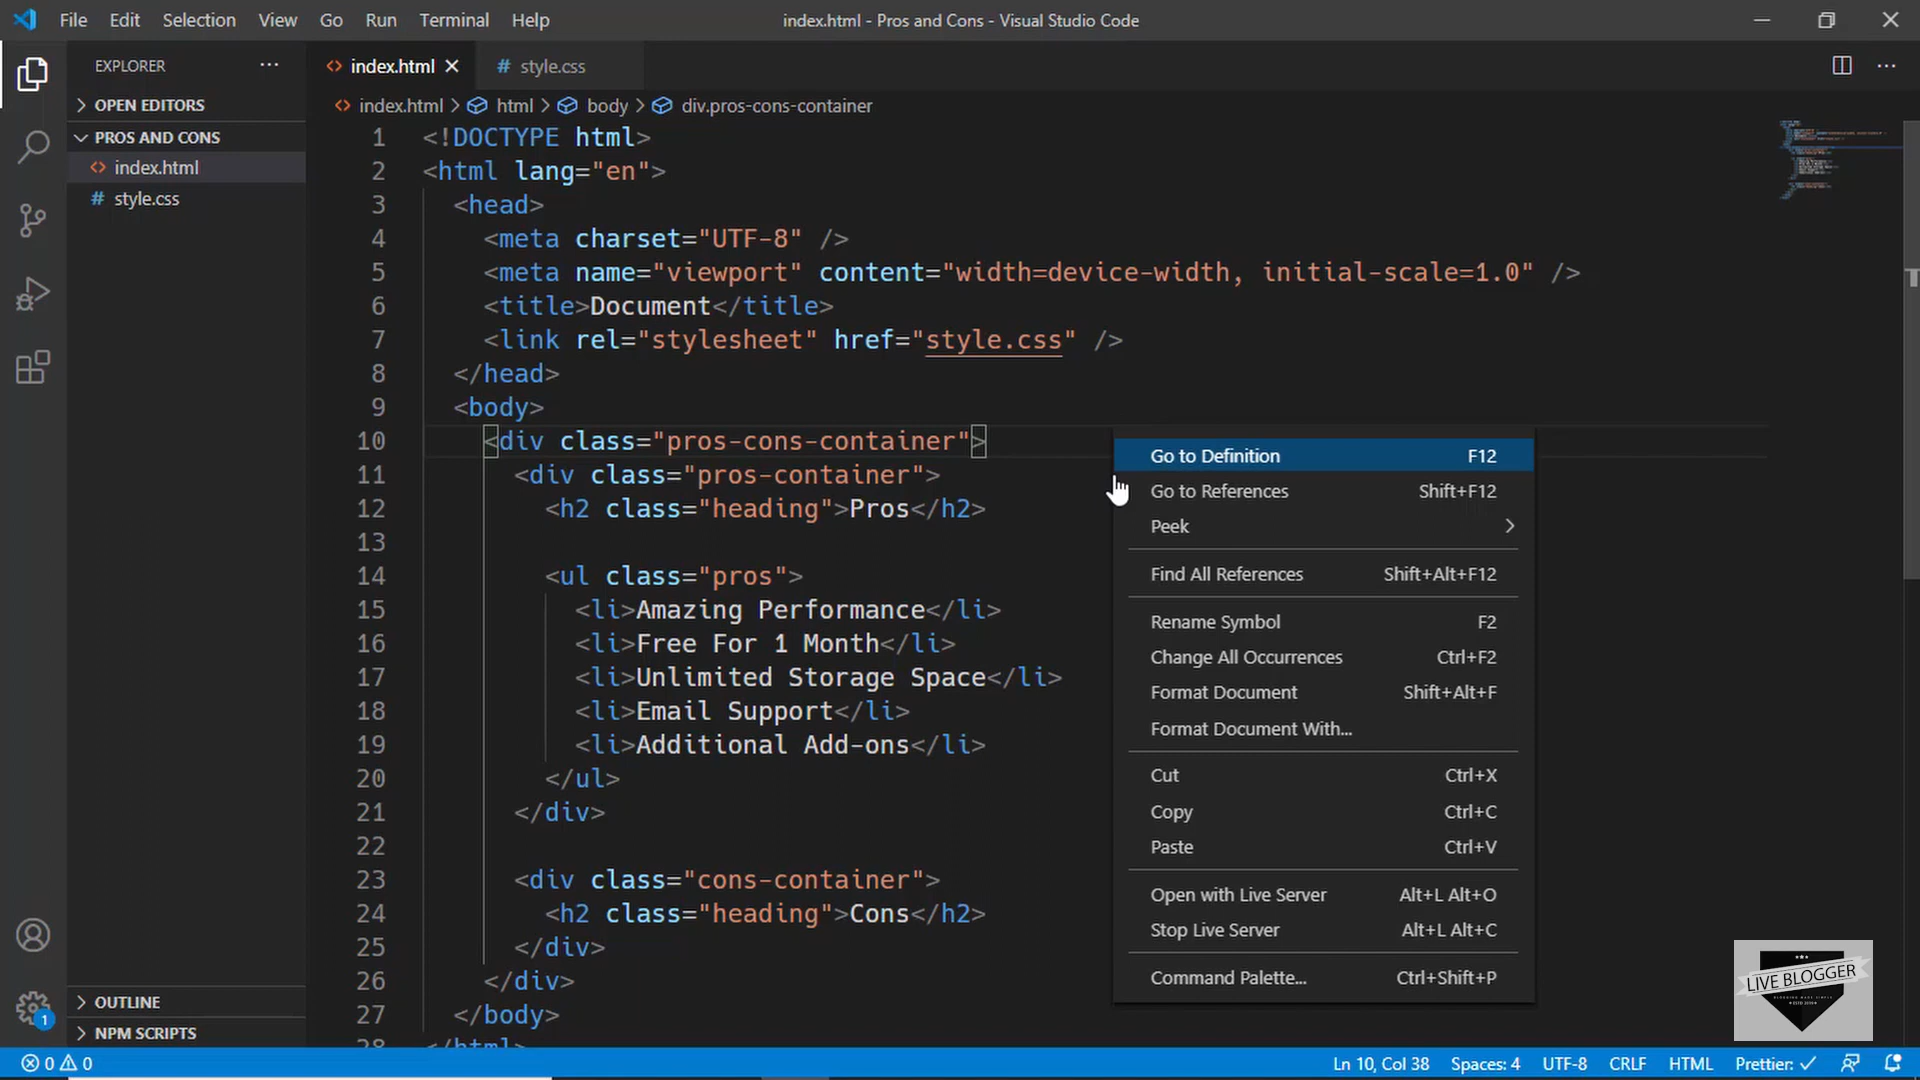 File Edit Selection View Go Run Terminal Help
index.html - Pros and Cons - Visual Studio Code
EXPLORER
OPEN EDITORS
PROS AND CONS
<> index.html
# style.css
OUTLINE
NPM SCRIPTS
<> index.html
# style.css
<> index.html > html > body > div.pros-cons-container
1 <!DOCTYPE html>
2 <html lang="en">
3 <head>
4 <meta charset="UTF-8" />
5 <meta name="viewport" content="width=device-width, initial-scale=1.0" />
6 <title>Document</title>
7 <link rel="stylesheet" href="style.css" />
8 </head>
9 <body>
10 <div class="pros-cons-container">
11 <div class="pros-container">
12 <h2 class="heading">Pros</h2>
13
14 <ul class="pros">
15 <li>Amazing Performance</li>
16 <li>Free For 1 Month</li>
17 <li>Unlimited Storage Space</li>
18 <li>Email Support</li>
19 <li>Additional Add-ons</li>
20 </ul>
21 </div>
22
23 <div class="cons-container">
24 <h2 class="heading">Cons</h2>
25 </div>
26 </div>
27 </body>
28 </html>
Go to Definition F12
Go to References Shift+F12
Peek
Find All References Shift+Alt+F12
Rename Symbol F2
Change All Occurrences Ctrl+F2
Format Document Shift+Alt+F
Format Document With...
Cut Ctrl+X
Copy Ctrl+C
Paste Ctrl+V
Open with Live Server Alt+L Alt+O
Stop Live Server Alt+L Alt+C
Command Palette... Ctrl+Shift+P
LIVE BLOGGER
1
0 0
Ln 10, Col 38 Spaces: 4 UTF-8 CRLF HTML Prettier: ✓